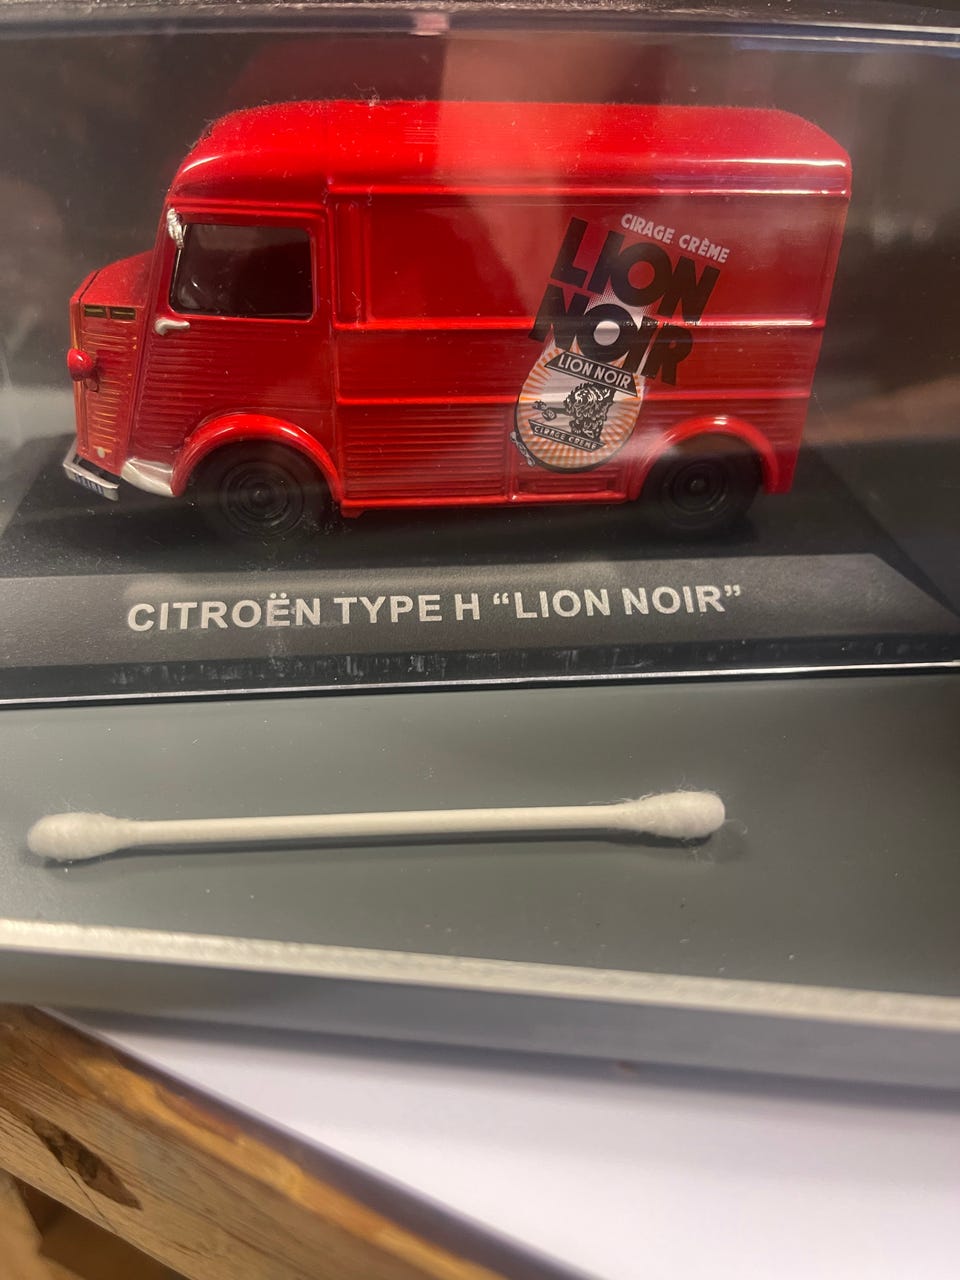 CIRAGE CRÈME
LION
NOIR
LION NOIR
CIRAGE CRÈME
CITROËN TYPE H “LION NOIR”